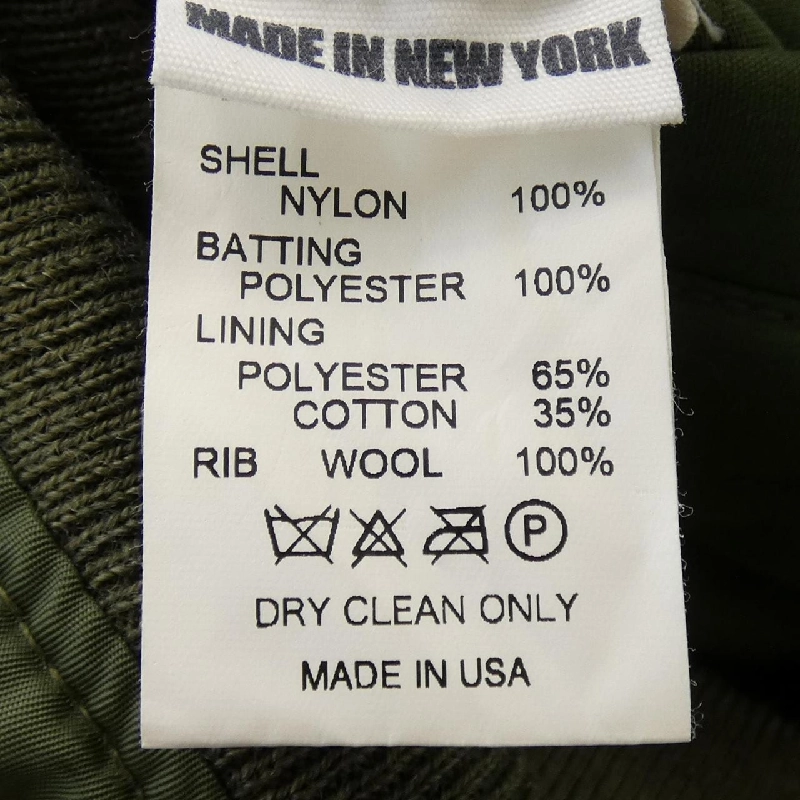 MADE IN NEW YORK
SHELL
NYLON 100%
BATTING
POLYESTER 100%
LINING
POLYESTER 65%
COTTON 35%
RIB WOOL 100%
P
DRY CLEAN ONLY
MADE IN USA